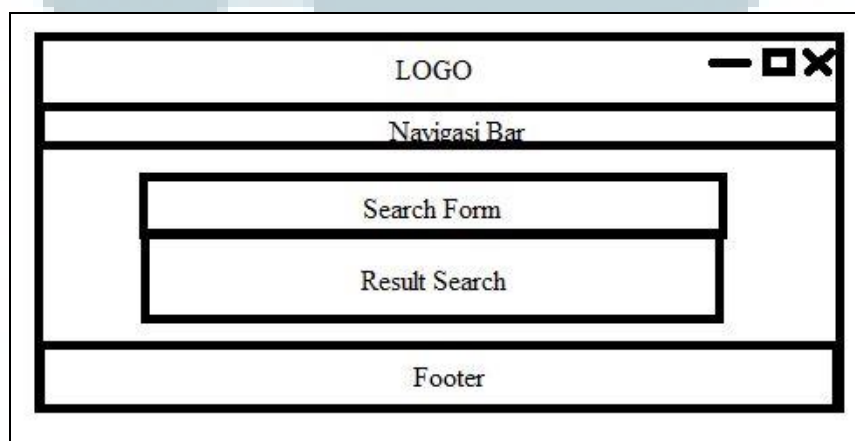 LOGO
Navigasi Bar
Search Form
Result Search
Footer